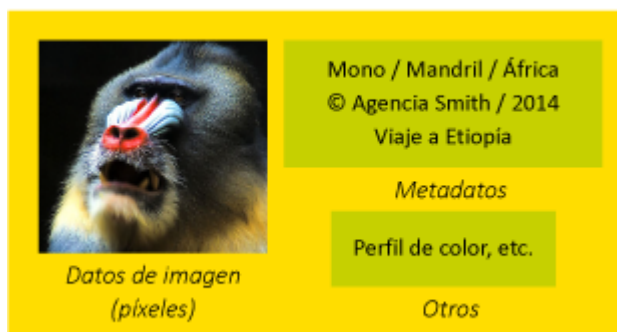 Mono / Mandril / África
© Agencia Smith / 2014
Viaje a Etiopía
Metadatos
Perfil de color, etc.
Datos de imagen
(píxeles)
Otros